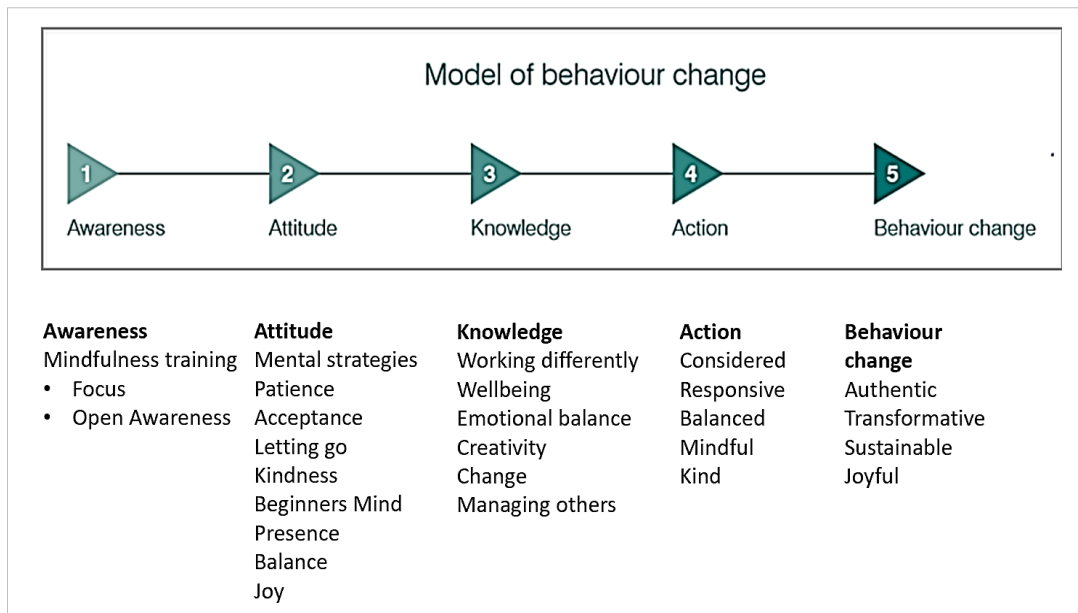 Model of behaviour change
1
2
3
4
5
Awareness
Attitude
Knowledge
Action
Behaviour change
Awareness
Mindfulness training
• Focus
• Open Awareness
Attitude
Mental strategies
Patience
Acceptance
Letting go
Kindness
Beginners Mind
Presence
Balance
Joy
Knowledge
Working differently
Wellbeing
Emotional balance
Creativity
Change
Managing others
Action
Considered
Responsive
Balanced
Mindful
Kind
Behaviour
change
Authentic
Transformative
Sustainable
Joyful